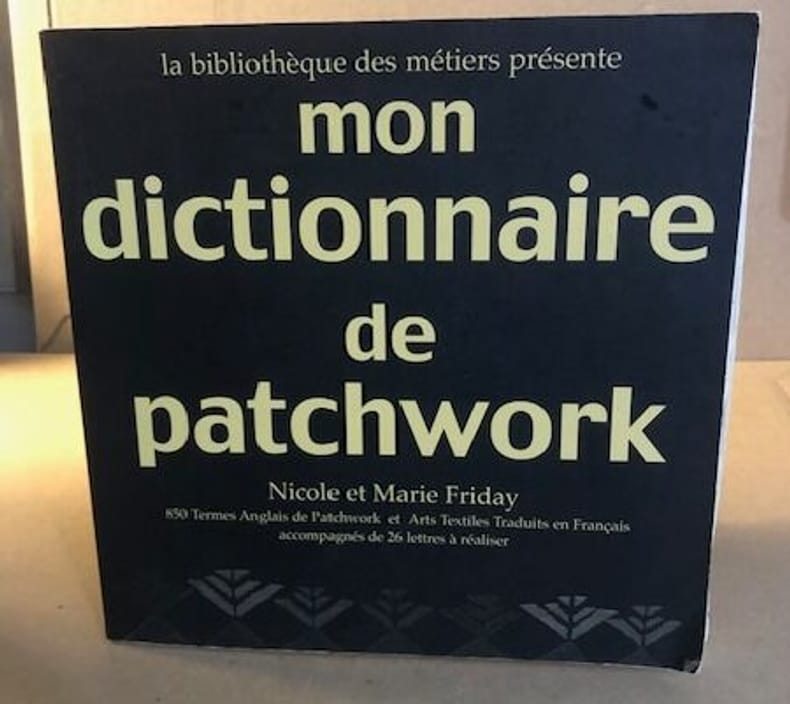 la bibliothèque des métiers présente
mon
dictionnaire
de
patchwork
Nicole et Marie Friday
850 Termes Anglais de Patchwork et Arts Textiles Traduits en Français
accompagnés de 26 lettres à réaliser